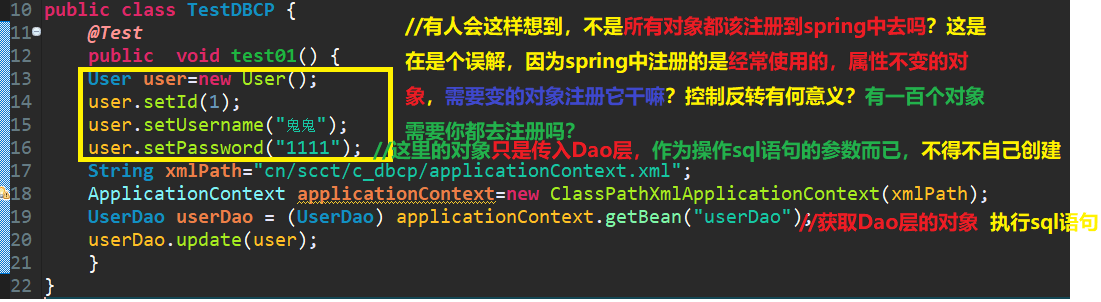 10 public class TestDBCP {
//有人会这样想到，不是所有对象都该注册到spring中去吗？这是
11 @Test
12 public  void test01() {
在是个误解，因为spring中注册的是经常使用的，属性不变的对
13 User user=new User();
14 user.setId(1);
象，需要变的对象注册它干嘛？控制反转有何意义？有一百个对象
15 user.setUsername("鬼鬼");
需要你都去注册吗？
16 user.setPassword("1111"); //这里的对象只是传入Dao层，作为操作sql语句的参数而已，不得不自己创建
17 String xmlPath="cn/scct/c_dbcp/applicationContext.xml";
18 ApplicationContext applicationContext=new ClassPathXmlApplicationContext(xmlPath);
19 UserDao userDao = (UserDao) applicationContext.getBean("userDao"); //获取Dao层的对象  执行sql语句
20 userDao.update(user);
21 }
22 }